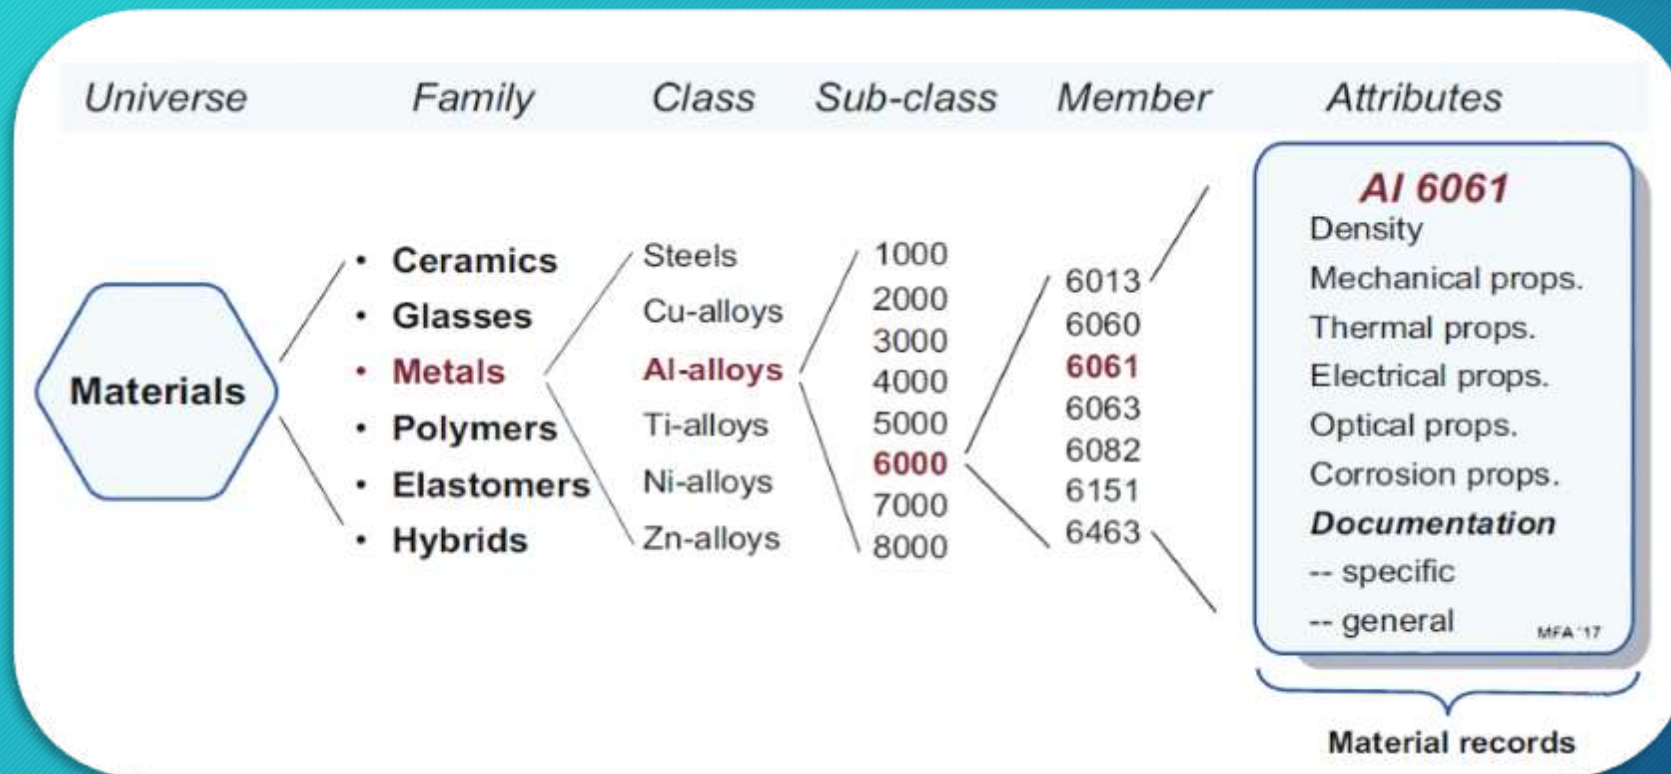 Universe Family Class Sub-class Member Attributes
Materials
• Ceramics
• Glasses
• Metals
• Polymers
• Elastomers
• Hybrids
Steels
Cu-alloys
Al-alloys
Ti-alloys
Ni-alloys
Zn-alloys
1000
2000
3000
4000
5000
6000
7000
8000
6013
6060
6061
6063
6082
6151
6463
Al 6061
Density
Mechanical props.
Thermal props.
Electrical props.
Optical props.
Corrosion props.
Documentation
-- specific
-- general
MFA '17
Material records